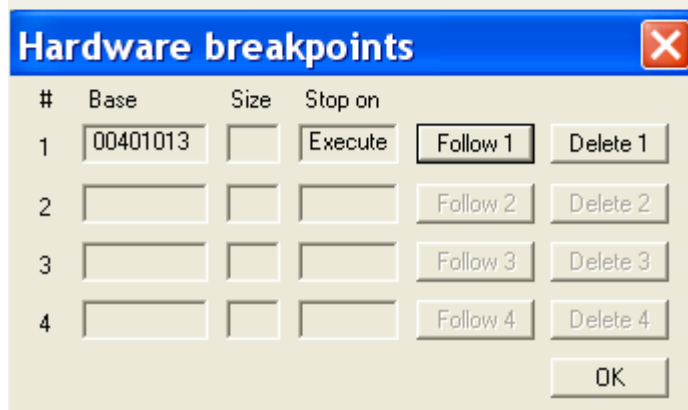 Hardware breakpoints
# Base Size Stop on
1 00401013 Execute Follow 1 Delete 1
2 Follow 2 Delete 2
3 Follow 3 Delete 3
4 Follow 4 Delete 4
OK